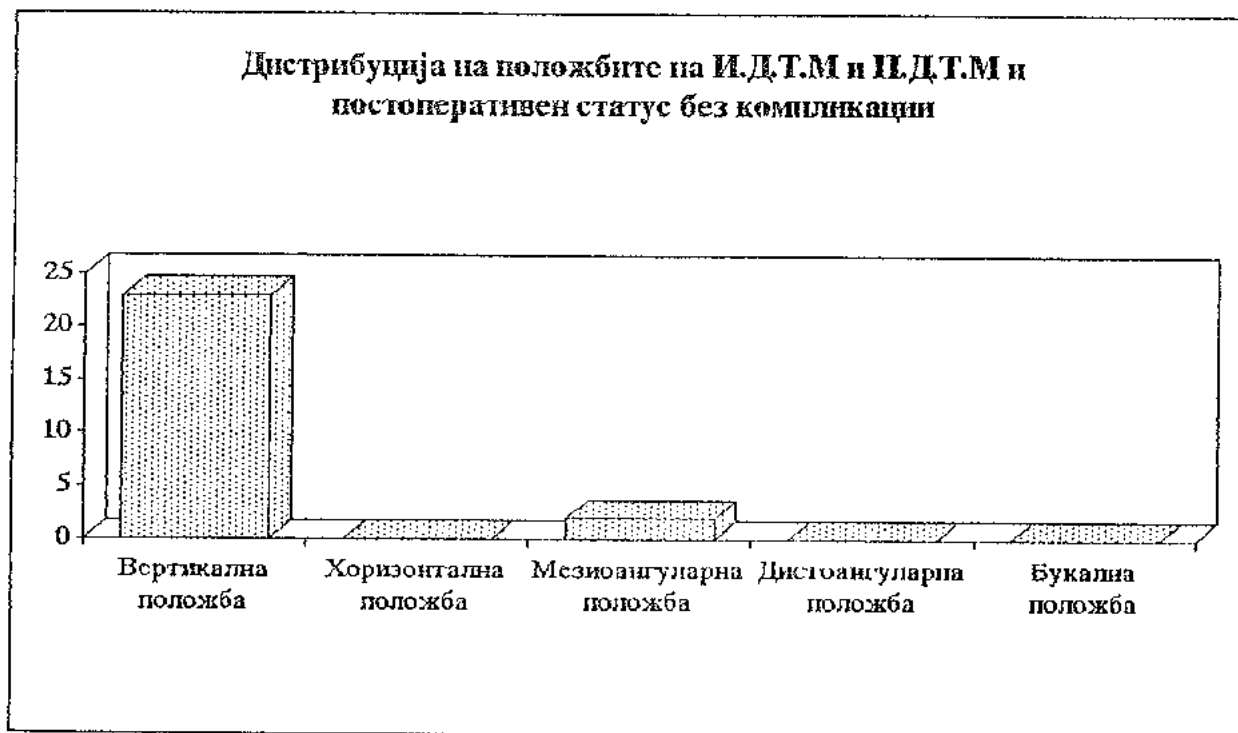 Дистрибуција на положбите на И.Д.Т.М и П.Д.Т.М и
постоперативен статус без компликации
25
20
15
10
5
0
Вертикална
положба
Хоризонтална
положба
Мезиоангуларна
положба
Дистоангуларна
положба
Букална
положба